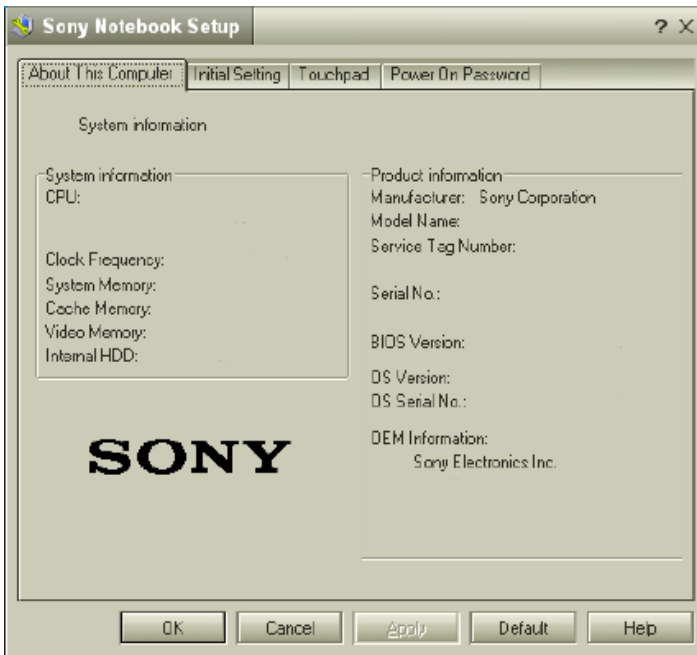 Sony Notebook Setup
About This Computer Initial Setting Touchpad Power On Password
System information
System information
CPU:
Clock Frequency:
System Memory:
Cache Memory:
Video Memory:
Internal HDD:
SONY
Product information
Manufacturer: Sony Corporation
Model Name:
Service Tag Number:
Serial No.:
BIOS Version:
OS Version:
OS Serial No.:
OEM Information:
Sony Electronics Inc.
OK Cancel Apply Default Help